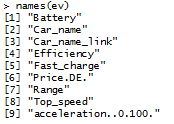 > names(ev)
[1] "Battery"
[2] "Car_name"
[3] "Car_name_link"
[4] "Efficiency"
[5] "Fast_charge"
[6] "Price.DE."
[7] "Range"
[8] "Top_speed"
[9] "acceleration..0.100."